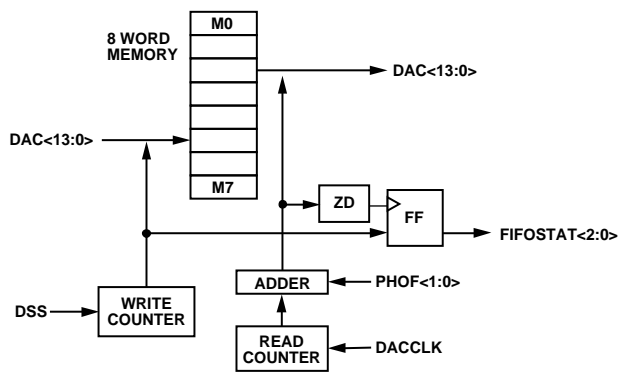 M0
8 WORD
MEMORY
DAC<13:0>
DAC<13:0>
M7
ZD
FF
FIFOSTAT<2:0>
ADDER
PHOF<1:0>
DSS
WRITE
COUNTER
READ
COUNTER
DACCLK